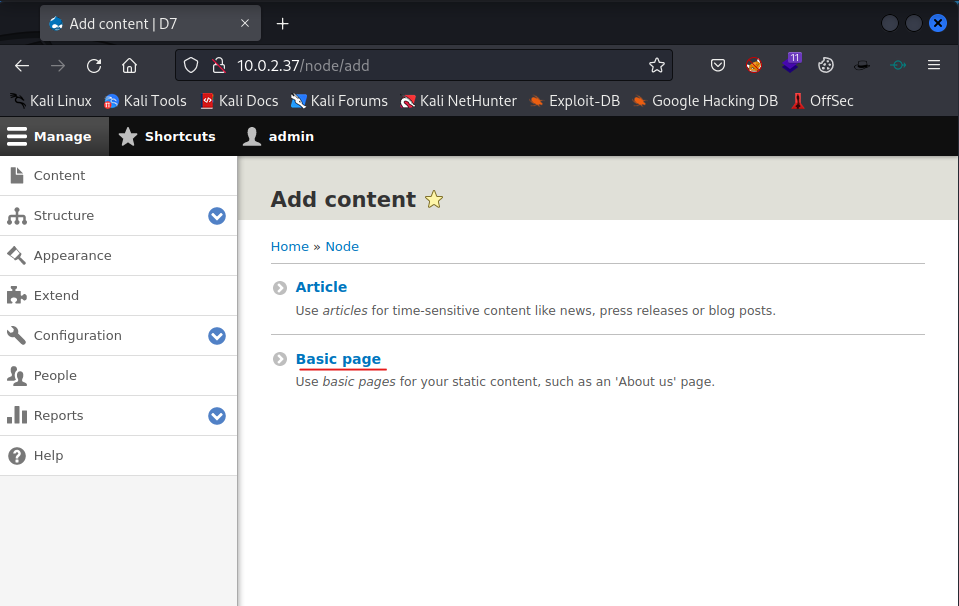 Add content | D7
10.0.2.37/node/add
11
Kali Linux Kali Tools Kali Docs Kali Forums Kali NetHunter Exploit-DB Google Hacking DB OffSec
Manage Shortcuts admin
Content
Structure
Appearance
Extend
Configuration
People
Reports
Help
Add content
Home » Node
Article
Use articles for time-sensitive content like news, press releases or blog posts.
Basic page
Use basic pages for your static content, such as an 'About us' page.